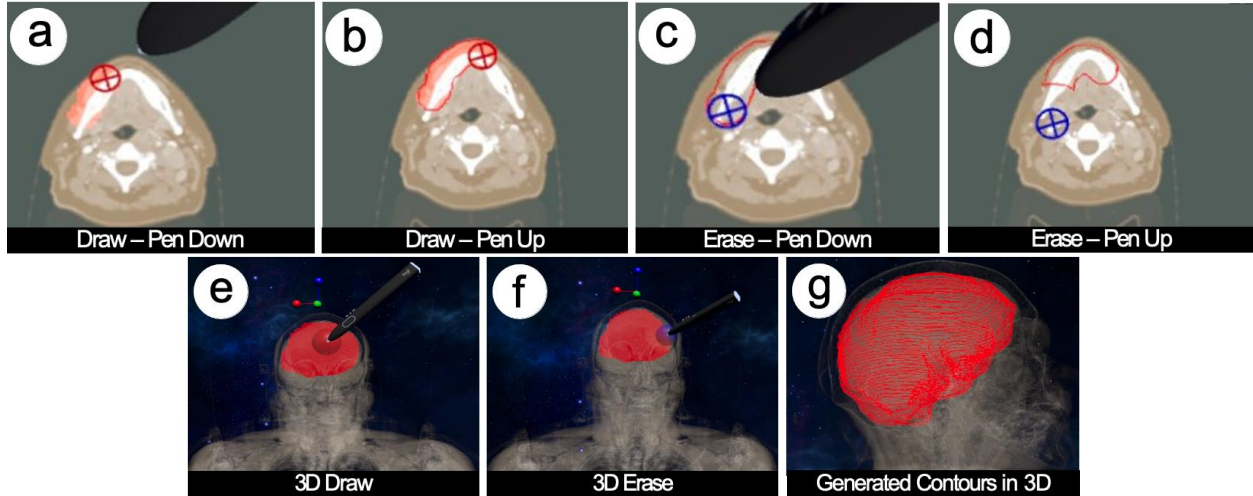 a
b
c
d
Draw – Pen Down
Draw – Pen Up
Erase – Pen Down
Erase – Pen Up
e
f
g
3D Draw
3D Erase
Generated Contours in 3D